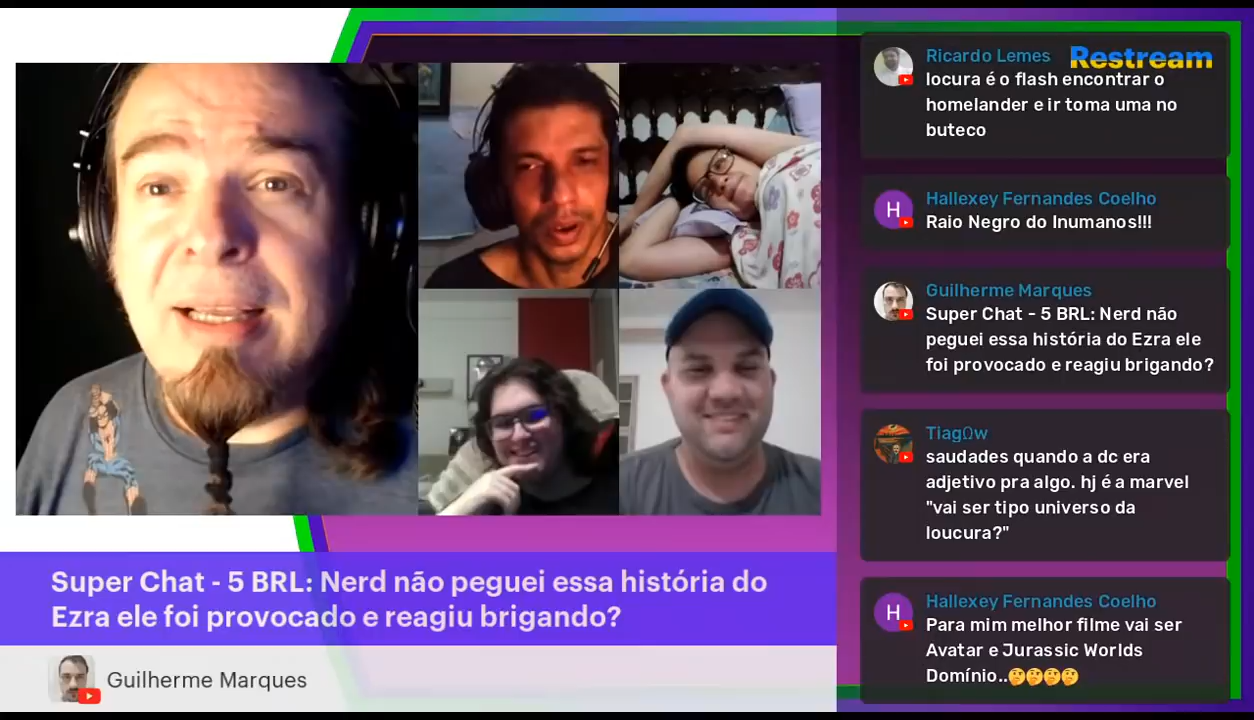 Restream
Ricardo Lemes
locura é o flash encontrar o
homelander e ir toma uma no
buteco
H
Hallexey Fernandes Coelho
Raio Negro do Inumanos!!!
Guilherme Marques
Super Chat - 5 BRL: Nerd não
peguei essa história do Ezra ele
foi provocado e reagiu brigando?
TiagΩw
saudades quando a dc era
adjetivo pra algo. hj é a marvel
"vai ser tipo universo da
loucura?"
H
Hallexey Fernandes Coelho
Para mim melhor filme vai ser
Avatar e Jurassic Worlds
Domínio..🤔🤔🤔🤔
Super Chat - 5 BRL: Nerd não peguei essa história do
Ezra ele foi provocado e reagiu brigando?
Guilherme Marques